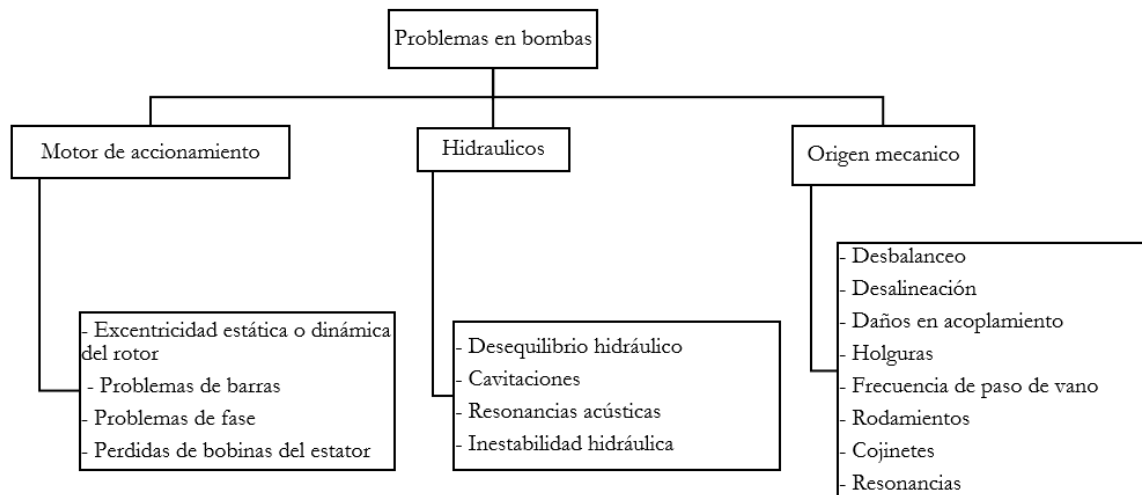 Problemas en bombas
Motor de accionamiento
Hidraulicos
Origen mecanico
- Excentricidad estática o dinámica
del rotor
- Problemas de barras
- Problemas de fase
- Perdidas de bobinas del estator
- Desequilibrio hidráulico
- Cavitaciones
- Resonancias acústicas
- Inestabilidad hidráulica
- Desbalanceo
- Desalineación
- Daños en acoplamiento
- Holguras
- Frecuencia de paso de vano
- Rodamientos
- Cojinetes
- Resonancias